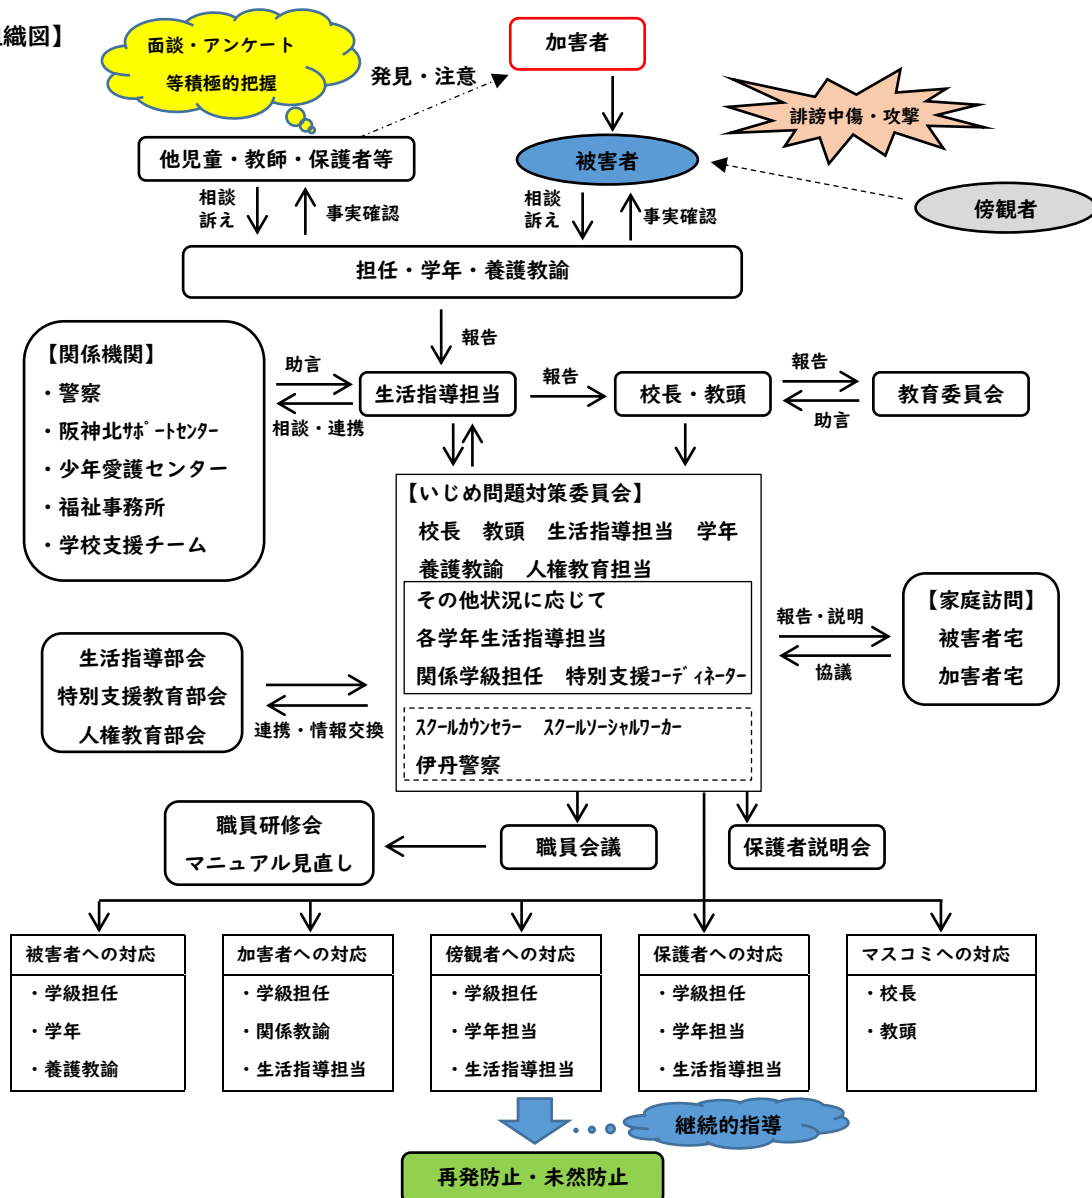 織図】
面談・アンケート
等積極的把握
加害者
発見・注意
誹謗中傷・攻撃
他児童・教師・保護者等
被害者
傍観者
相談
訴え
事実確認
相談
訴え
事実確認
担任・学年・養護教諭
報告
【関係機関】
・警察
・阪神北ｻﾎﾟｰﾄｾﾝﾀｰ
・少年愛護センター
・福祉事務所
・学校支援チーム
助言
相談・連携
生活指導担当
報告
校長・教頭
報告
助言
教育委員会
【いじめ問題対策委員会】
校長　教頭　生活指導担当　学年
養護教諭　人権教育担当
その他状況に応じて
各学年生活指導担当
関係学級担任　特別支援ｺｰﾃﾞｨﾈｰﾀｰ
ｽｸｰﾙｶｳﾝｾﾗｰ　ｽｸｰﾙｿｰｼｬﾙﾜｰｶｰ
伊丹警察
報告・説明
協議
【家庭訪問】
被害者宅
加害者宅
生活指導部会
特別支援教育部会
人権教育部会
連携・情報交換
職員研修会
マニュアル見直し
職員会議
保護者説明会
被害者への対応
・学級担任
・学年
・養護教諭
加害者への対応
・学級担任
・関係教諭
・生活指導担当
傍観者への対応
・学級担任
・学年担当
・生活指導担当
保護者への対応
・学級担任
・学年担当
・生活指導担当
マスコミへの対応
・校長
・教頭
継続的指導
再発防止・未然防止